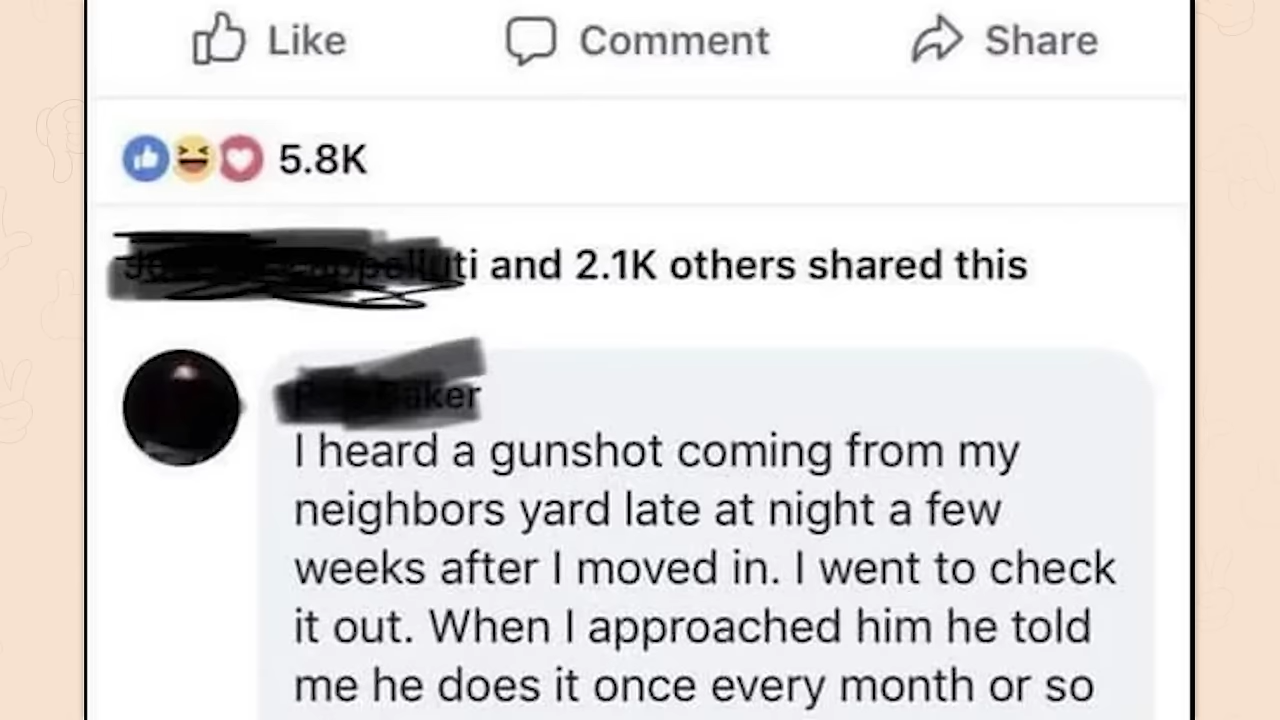 Like Comment Share
5.8K
and 2.1K others shared this
I heard a gunshot coming from my
neighbors yard late at night a few
weeks after I moved in. I went to check
it out. When I approached him he told
me he does it once every month or so